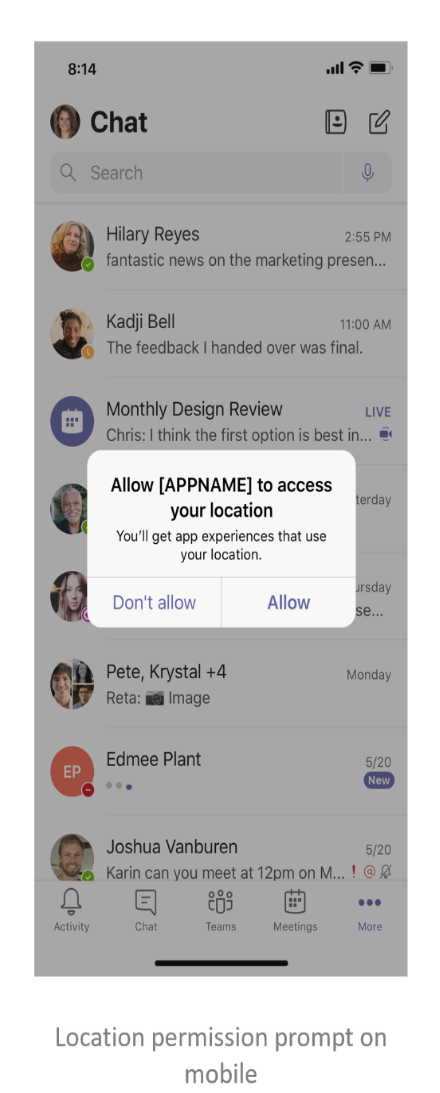 8:14
Chat
Search
Hilary Reyes 2:55 PM
fantastic news on the marketing presen...
Kadji Bell 11:00 AM
The feedback I handed over was final.
Monthly Design Review LIVE
Chris: I think the first option is best in...
terday
Allow [APPNAME] to access
your location
You'll get app experiences that use
your location.
Don't allow Allow
ursday
se...
Pete, Krystal +4 Monday
Reta: 📷 Image
EP
Edmee Plant 5/20
New
Joshua Vanburen 5/20
Karin can you meet at 12pm on M... ! @
Activity Chat Teams Meetings More
Location permission prompt on
mobile